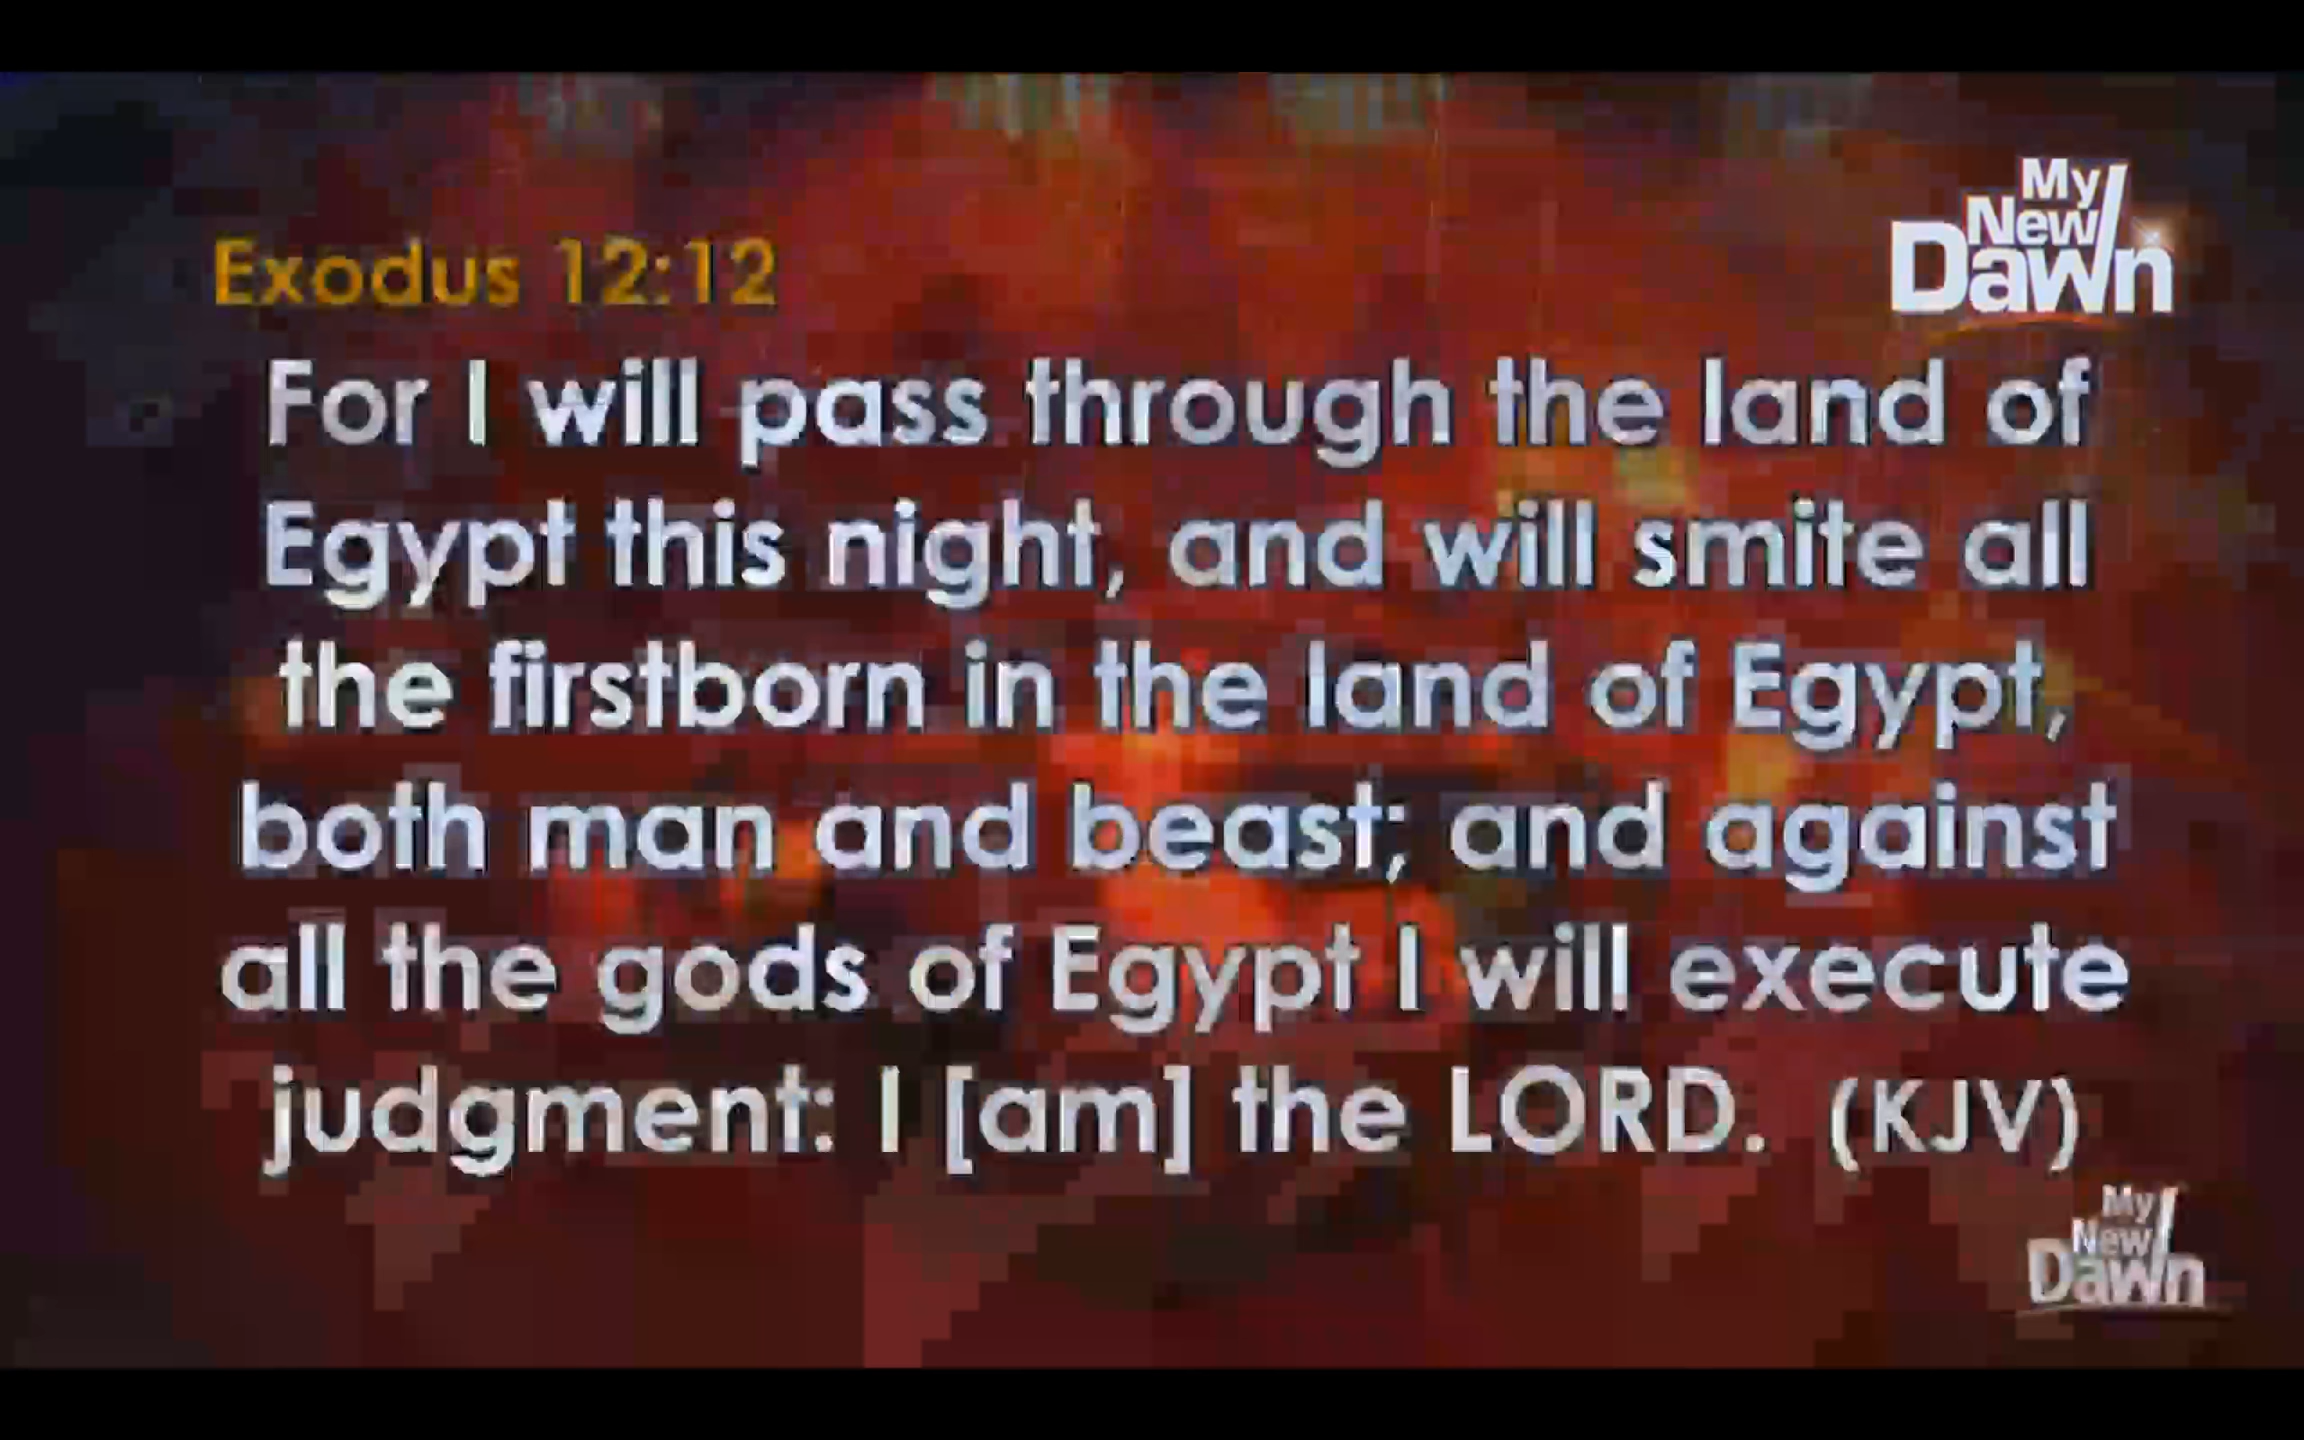 My
New
Dawn
Exodus 12:12
For I will pass through the land of
Egypt this night, and will smite all
the firstborn in the land of Egypt,
both man and beast; and against
all the gods of Egypt I will execute
judgment: I [am] the LORD. (KJV)
My
New
Dawn